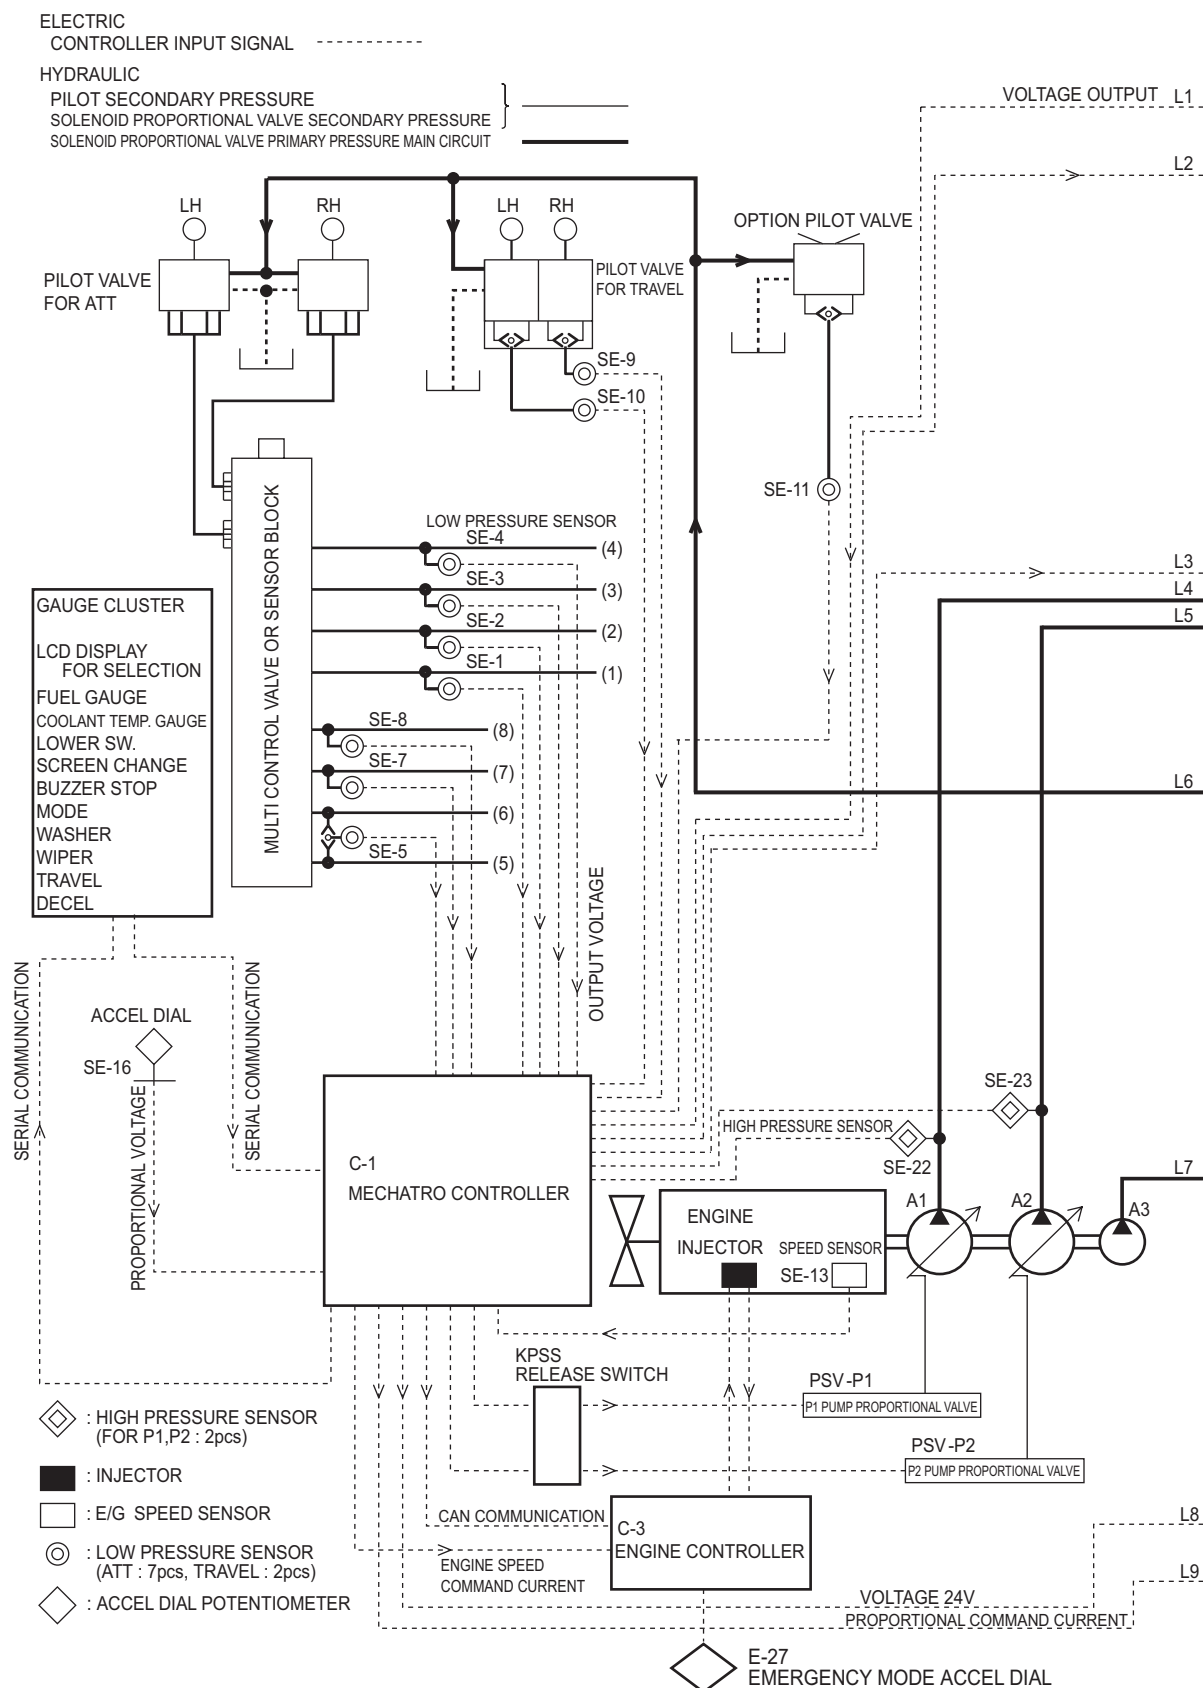 ELECTRIC
CONTROLLER INPUT SIGNAL
HYDRAULIC
PILOT SECONDARY PRESSURE
SOLENOID PROPORTIONAL VALVE SECONDARY PRESSURE
SOLENOID PROPORTIONAL VALVE PRIMARY PRESSURE MAIN CIRCUIT
VOLTAGE OUTPUT L1
L2
LH
RH
LH
RH
OPTION PILOT VALVE
PILOT VALVE
FOR ATT
PILOT VALVE
FOR TRAVEL
SE-9
SE-10
SE-11
MULTI CONTROL VALVE OR SENSOR BLOCK
LOW PRESSURE SENSOR
SE-4
(4)
SE-3
(3)
SE-2
(2)
SE-1
(1)
SE-8
(8)
SE-7
(7)
(6)
SE-5
(5)
L3
L4
L5
L6
GAUGE CLUSTER
LCD DISPLAY
FOR SELECTION
FUEL GAUGE
COOLANT TEMP. GAUGE
LOWER SW.
SCREEN CHANGE
BUZZER STOP
MODE
WASHER
WIPER
TRAVEL
DECEL
OUTPUT VOLTAGE
SERIAL COMMUNICATION
SERIAL COMMUNICATION
ACCEL DIAL
SE-16
PROPORTIONAL VOLTAGE
C-1
MECHATRO CONTROLLER
SE-23
HIGH PRESSURE SENSOR
SE-22
L7
A1
A2
A3
ENGINE
INJECTOR
SPEED SENSOR
SE-13
KPSS
RELEASE SWITCH
PSV-P1
P1 PUMP PROPORTIONAL VALVE
PSV-P2
P2 PUMP PROPORTIONAL VALVE
: HIGH PRESSURE SENSOR
(FOR P1,P2 : 2pcs)
: INJECTOR
: E/G SPEED SENSOR
: LOW PRESSURE SENSOR
(ATT : 7pcs, TRAVEL : 2pcs)
: ACCEL DIAL POTENTIOMETER
CAN COMMUNICATION
C-3
ENGINE CONTROLLER
ENGINE SPEED
COMMAND CURRENT
L8
L9
VOLTAGE 24V
PROPORTIONAL COMMAND CURRENT
E-27
EMERGENCY MODE ACCEL DIAL